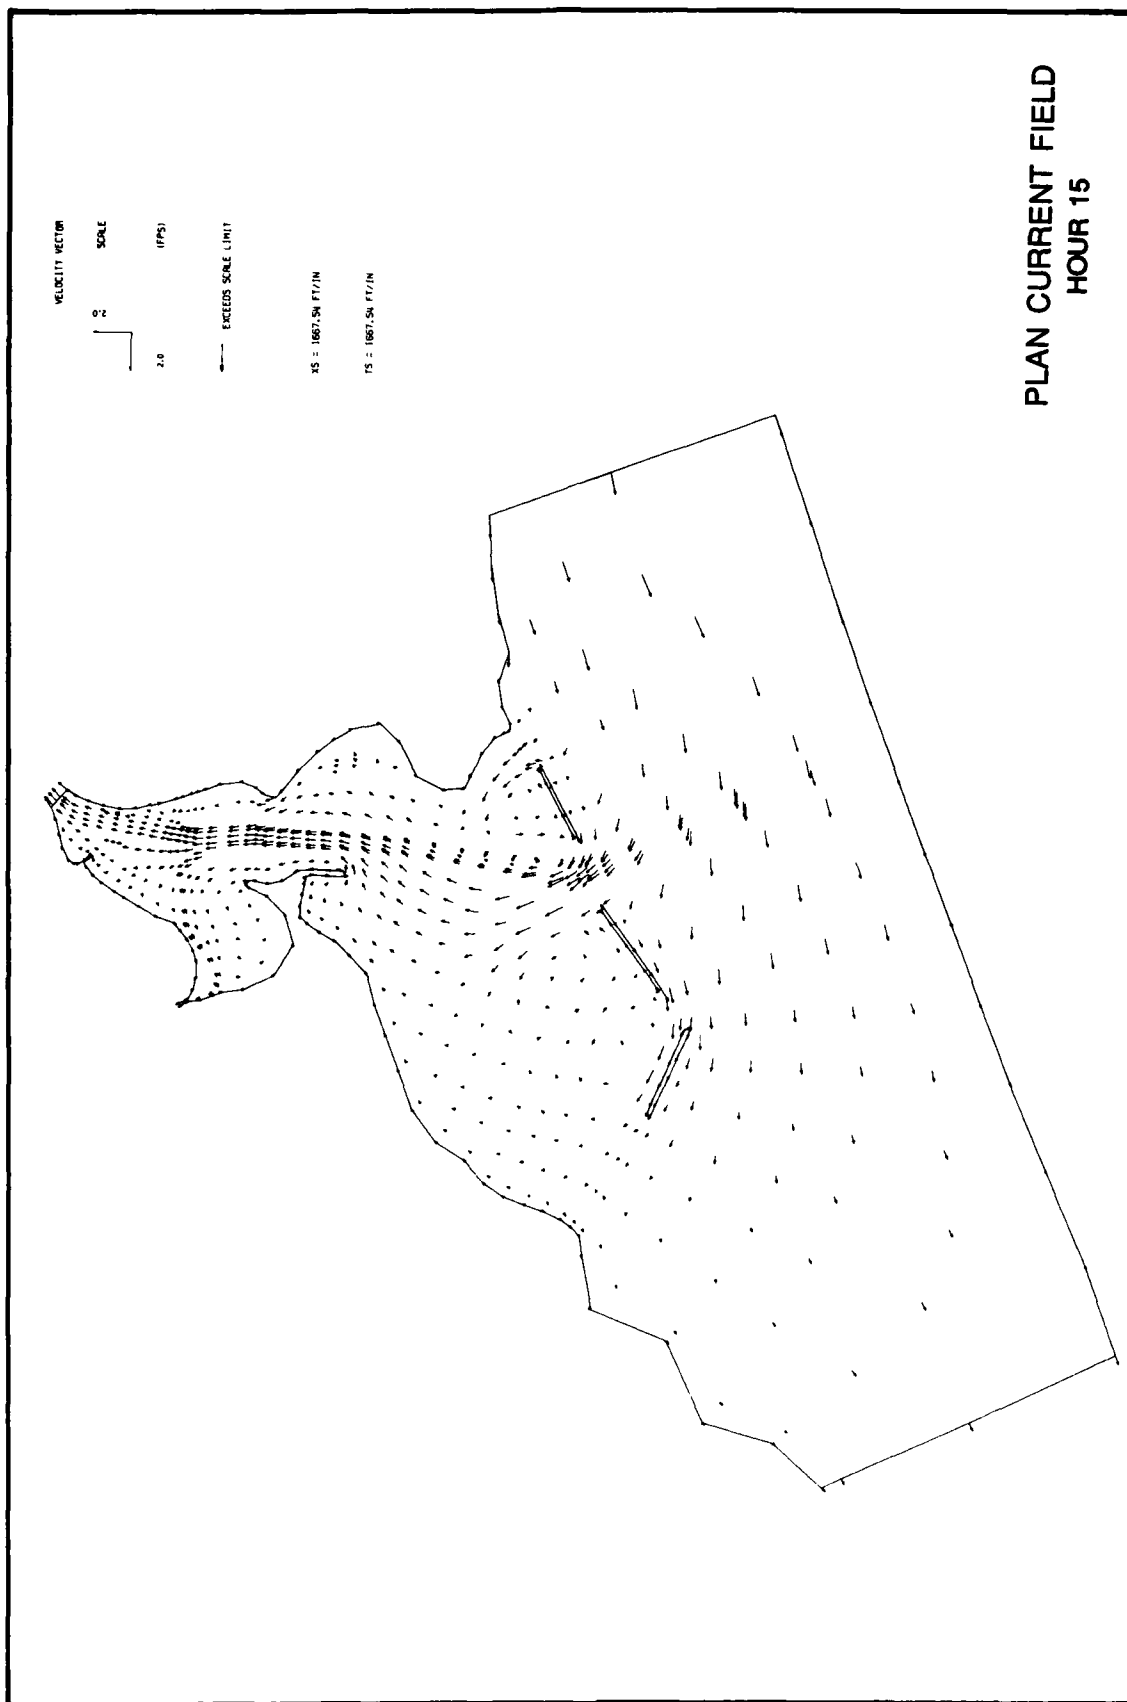 VELOCITY VECTOR
SCALE
2.0
2.0 (FPS)
EXCEEDS SCALE LIMIT
XS = 1667.54 FT/IN
YS = 1667.54 FT/IN
PLAN CURRENT FIELD
HOUR 15